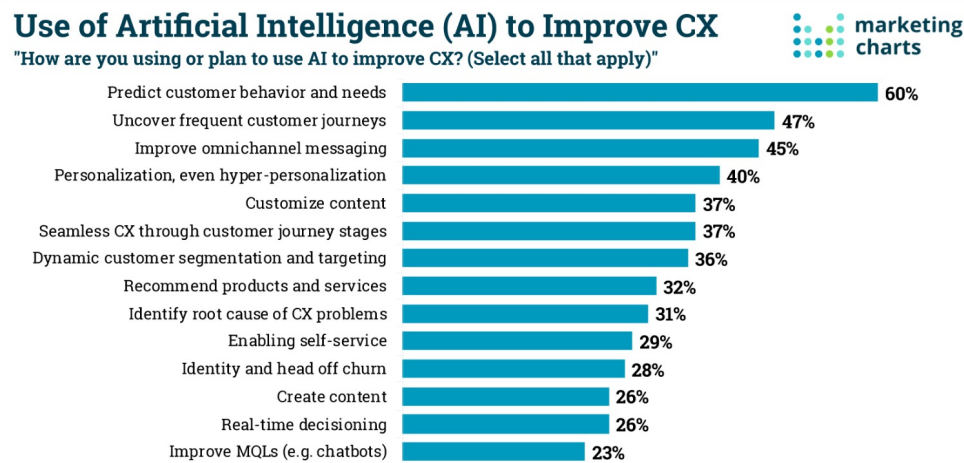 Use of Artificial Intelligence (AI) to Improve CX
"How are you using or plan to use AI to improve CX? (Select all that apply)"
marketing
charts
Predict customer behavior and needs 60%
Uncover frequent customer journeys 47%
Improve omnichannel messaging 45%
Personalization, even hyper-personalization 40%
Customize content 37%
Seamless CX through customer journey stages 37%
Dynamic customer segmentation and targeting 36%
Recommend products and services 32%
Identify root cause of CX problems 31%
Enabling self-service 29%
Identity and head off churn 28%
Create content 26%
Real-time decisioning 26%
Improve MQLs (e.g. chatbots) 23%